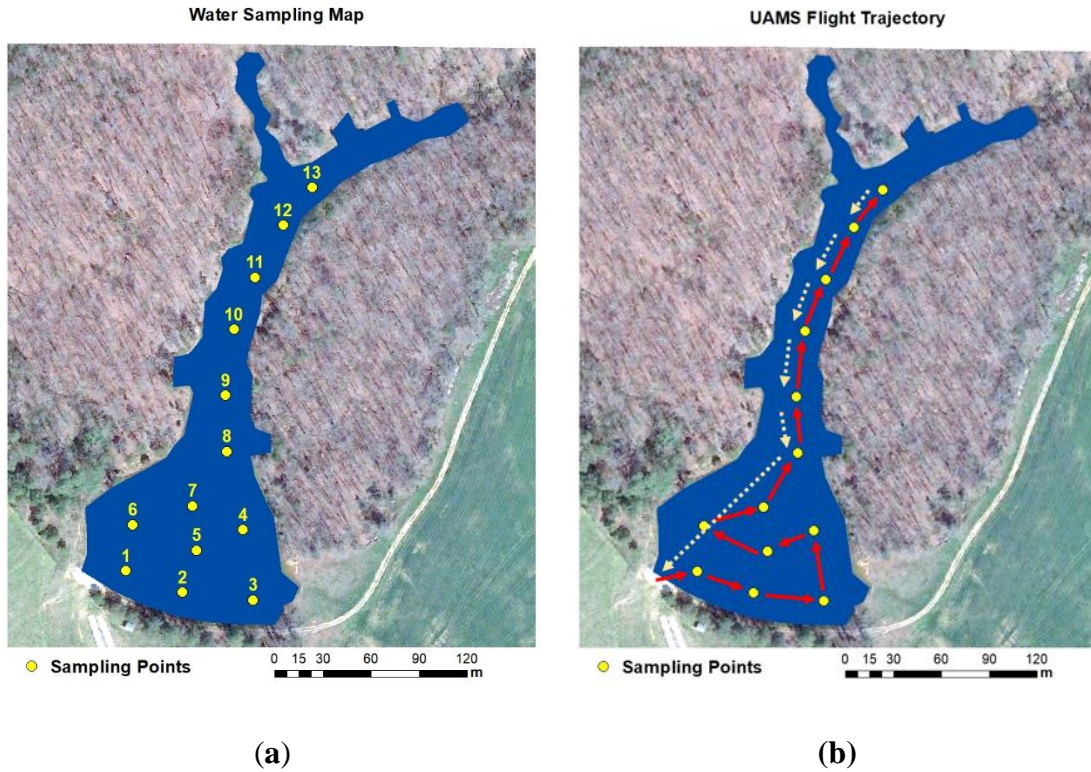 Water Sampling Map
13
12
11
10
9
8
7
6
5
4
1
2
3
Sampling Points
0 15 30 60 90 120
m
(a)
UAMS Flight Trajectory
Sampling Points
0 15 30 60 90 120
m
(b)